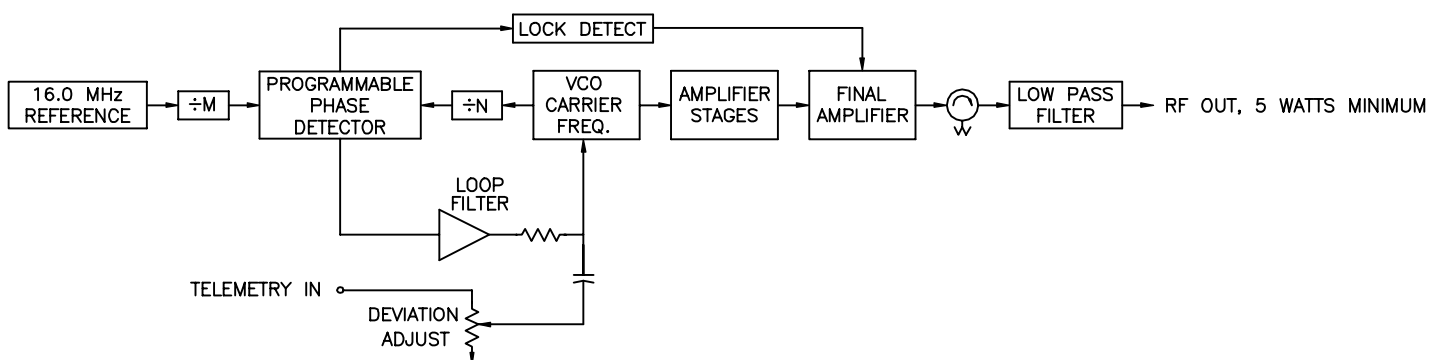 LOCK DETECT
16.0 MHz
REFERENCE
÷M
PROGRAMMABLE
PHASE
DETECTOR
÷N
VCO
CARRIER
FREQ.
AMPLIFIER
STAGES
FINAL
AMPLIFIER
LOW PASS
FILTER
RF OUT, 5 WATTS MINIMUM
LOOP
FILTER
TELEMETRY IN
DEVIATION
ADJUST